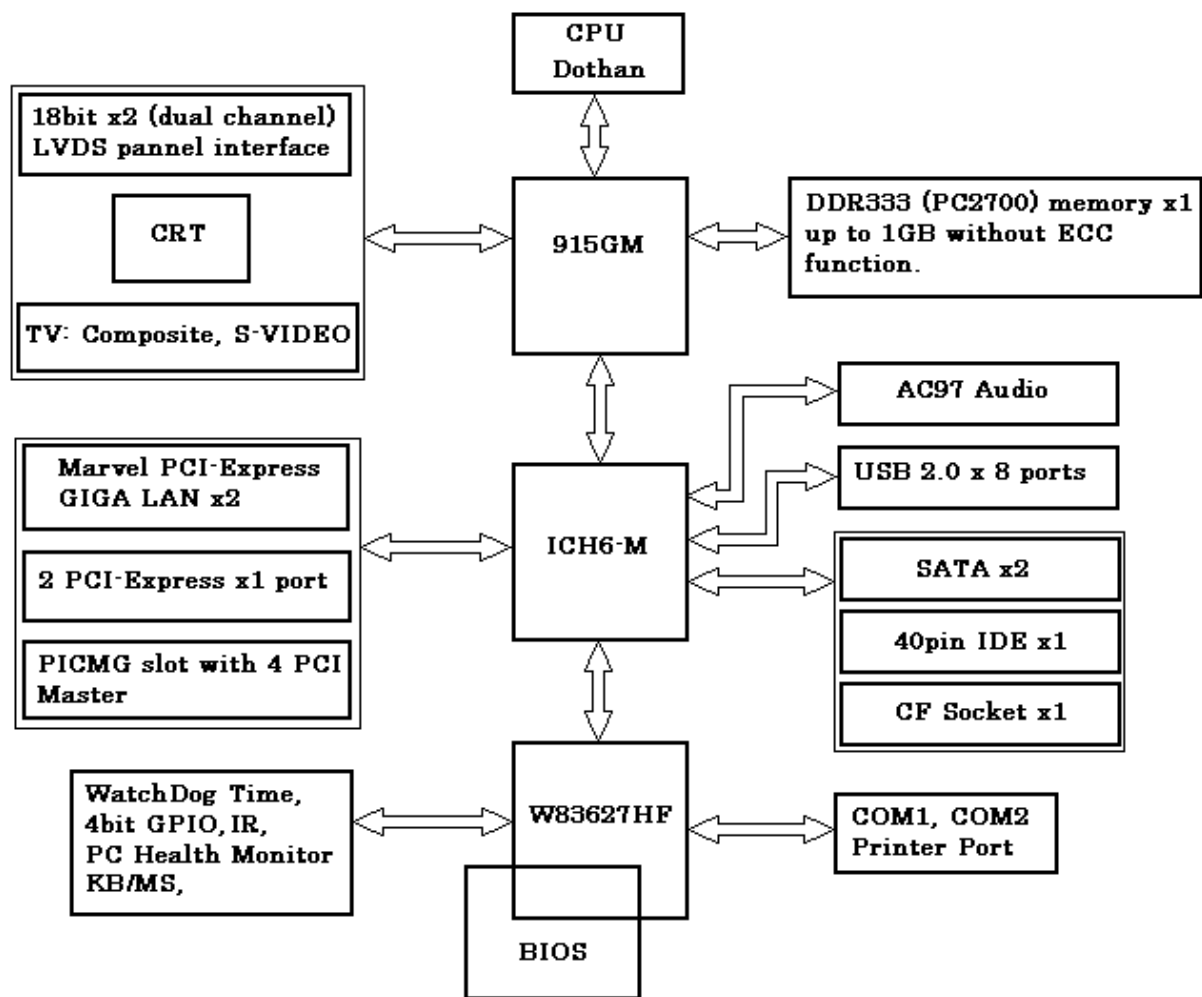 CPU
Dothan
18bit x2 (dual channel)
LVDS pannel interface
CRT
TV: Composite, S-VIDEO
915GM
DDR333 (PC2700) memory x1
up to 1GB without ECC
function.
AC97 Audio
USB 2.0 x 8 ports
Marvel PCI-Express
GIGA LAN x2
2 PCI-Express x1 port
PICMG slot with 4 PCI
Master
ICH6-M
SATA x2
40pin IDE x1
CF Socket x1
WatchDog Time,
4bit GPIO, IR,
PC Health Monitor
KB/MS,
W83627HF
COM1, COM2
Printer Port
BIOS